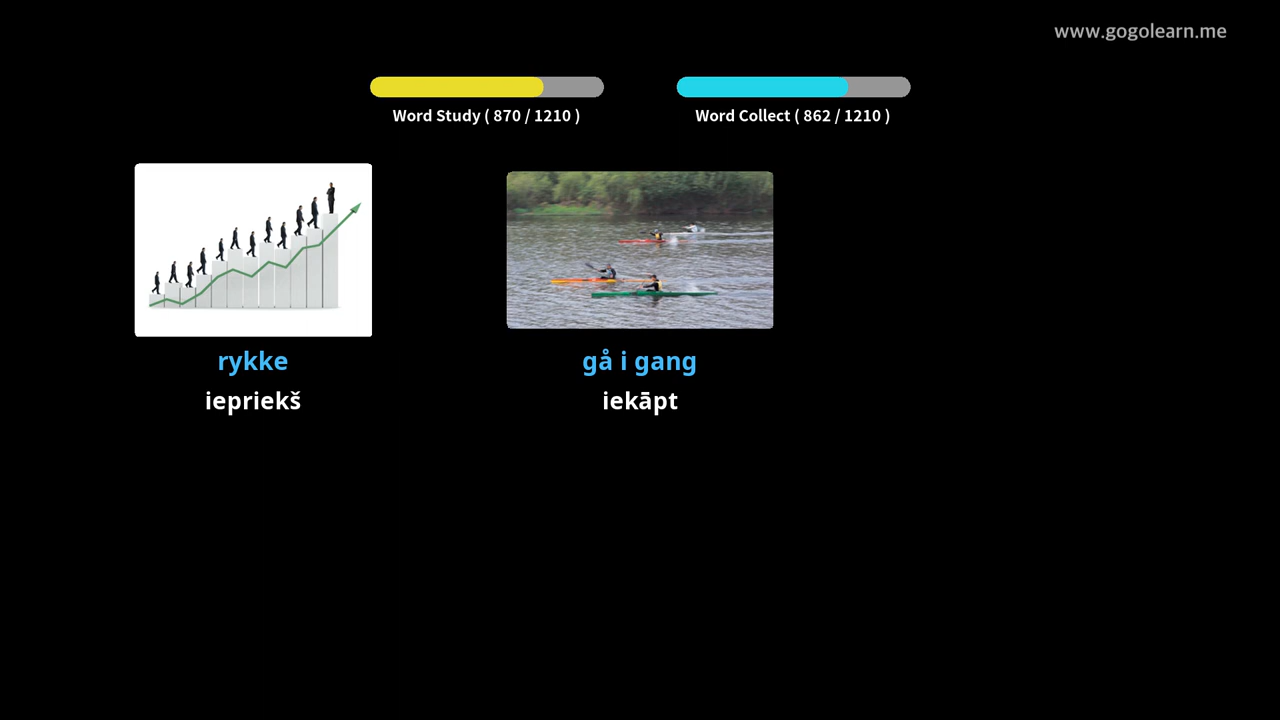 www.gogolearn.me
Word Study ( 870 / 1210 )
Word Collect ( 862 / 1210 )
rykke
iepriekš
gå i gang
iekāpt